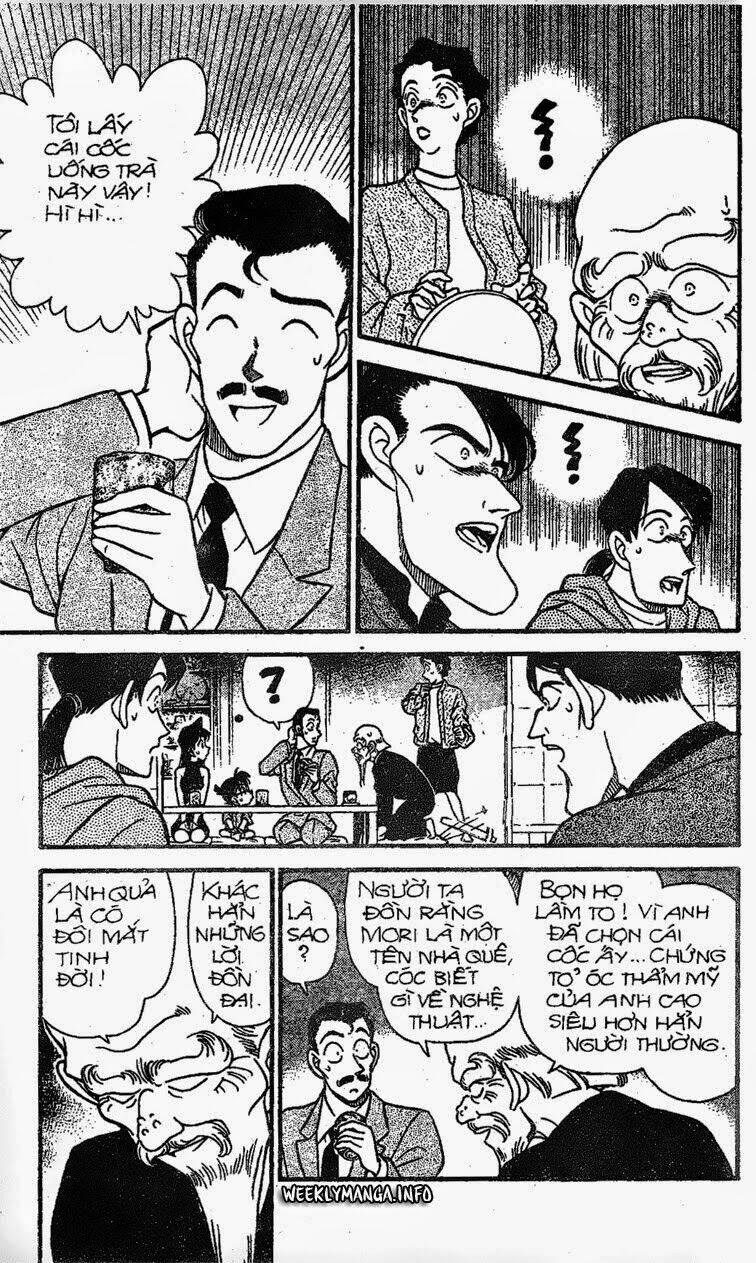 TÔI LẤY
CÁI CỐC
UỐNG TRÀ
NÀY VẬY!
HÌ HÌ...
!?
!?
?
ANH QUẢ
LÀ CÓ
ĐÔI MẮT
TINH
ĐỜI!
KHÁC
HẲN
NHỮNG
LỜI
ĐỒN
ĐẠI.
LÀ
SAO
?
NGƯỜI TA
ĐỒN RẰNG
MORI LÀ MỘT
TÊN NHÀ QUÊ,
CÓC BIẾT
GÌ VỀ NGHỆ
THUẬT...
BỌN HỌ
LẦM TO! VÌ ANH
ĐÃ CHỌN CÁI
CỐC ẤY... CHỨNG
TỎ ÓC THẨM MỸ
CỦA ANH CAO
SIÊU HƠN HẲN
NGƯỜI THƯỜNG.
WEEKLYMANGA.INFO